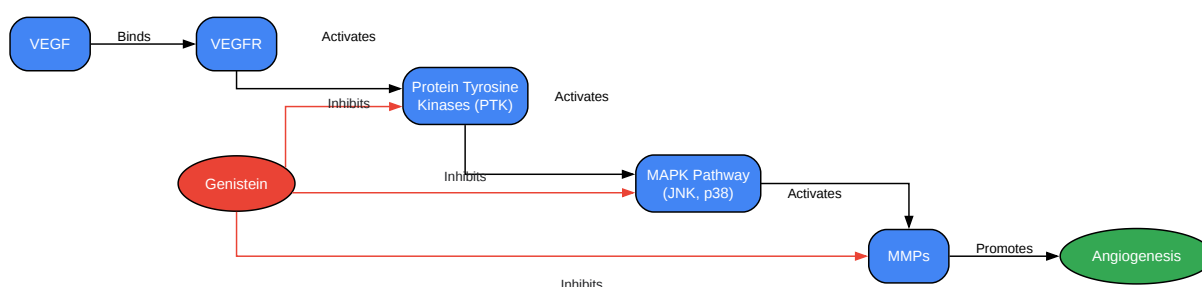 VEGF
Binds
VEGFR
Activates
Protein Tyrosine
Kinases (PTK)
Activates
Inhibits
Genistein
Inhibits
MAPK Pathway
(JNK, p38)
Activates
MMPs
Promotes
Angiogenesis
Inhibits